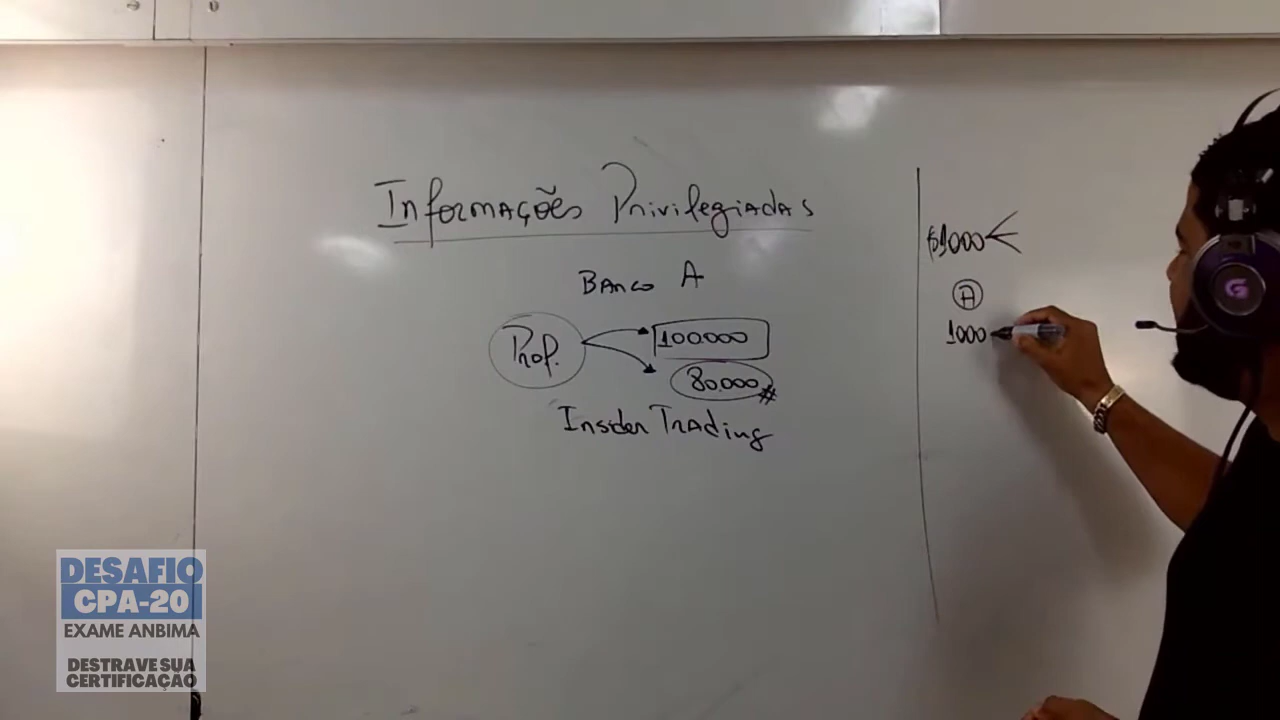 Informações Privilegiadas
Banco A
Prof.
100.000
80.000 #
Insider Trading
$1000
A
1000
G
DESAFIO
CPA-20
EXAME ANBIMA
DESTRAVE SUA
CERTIFICAÇÃO